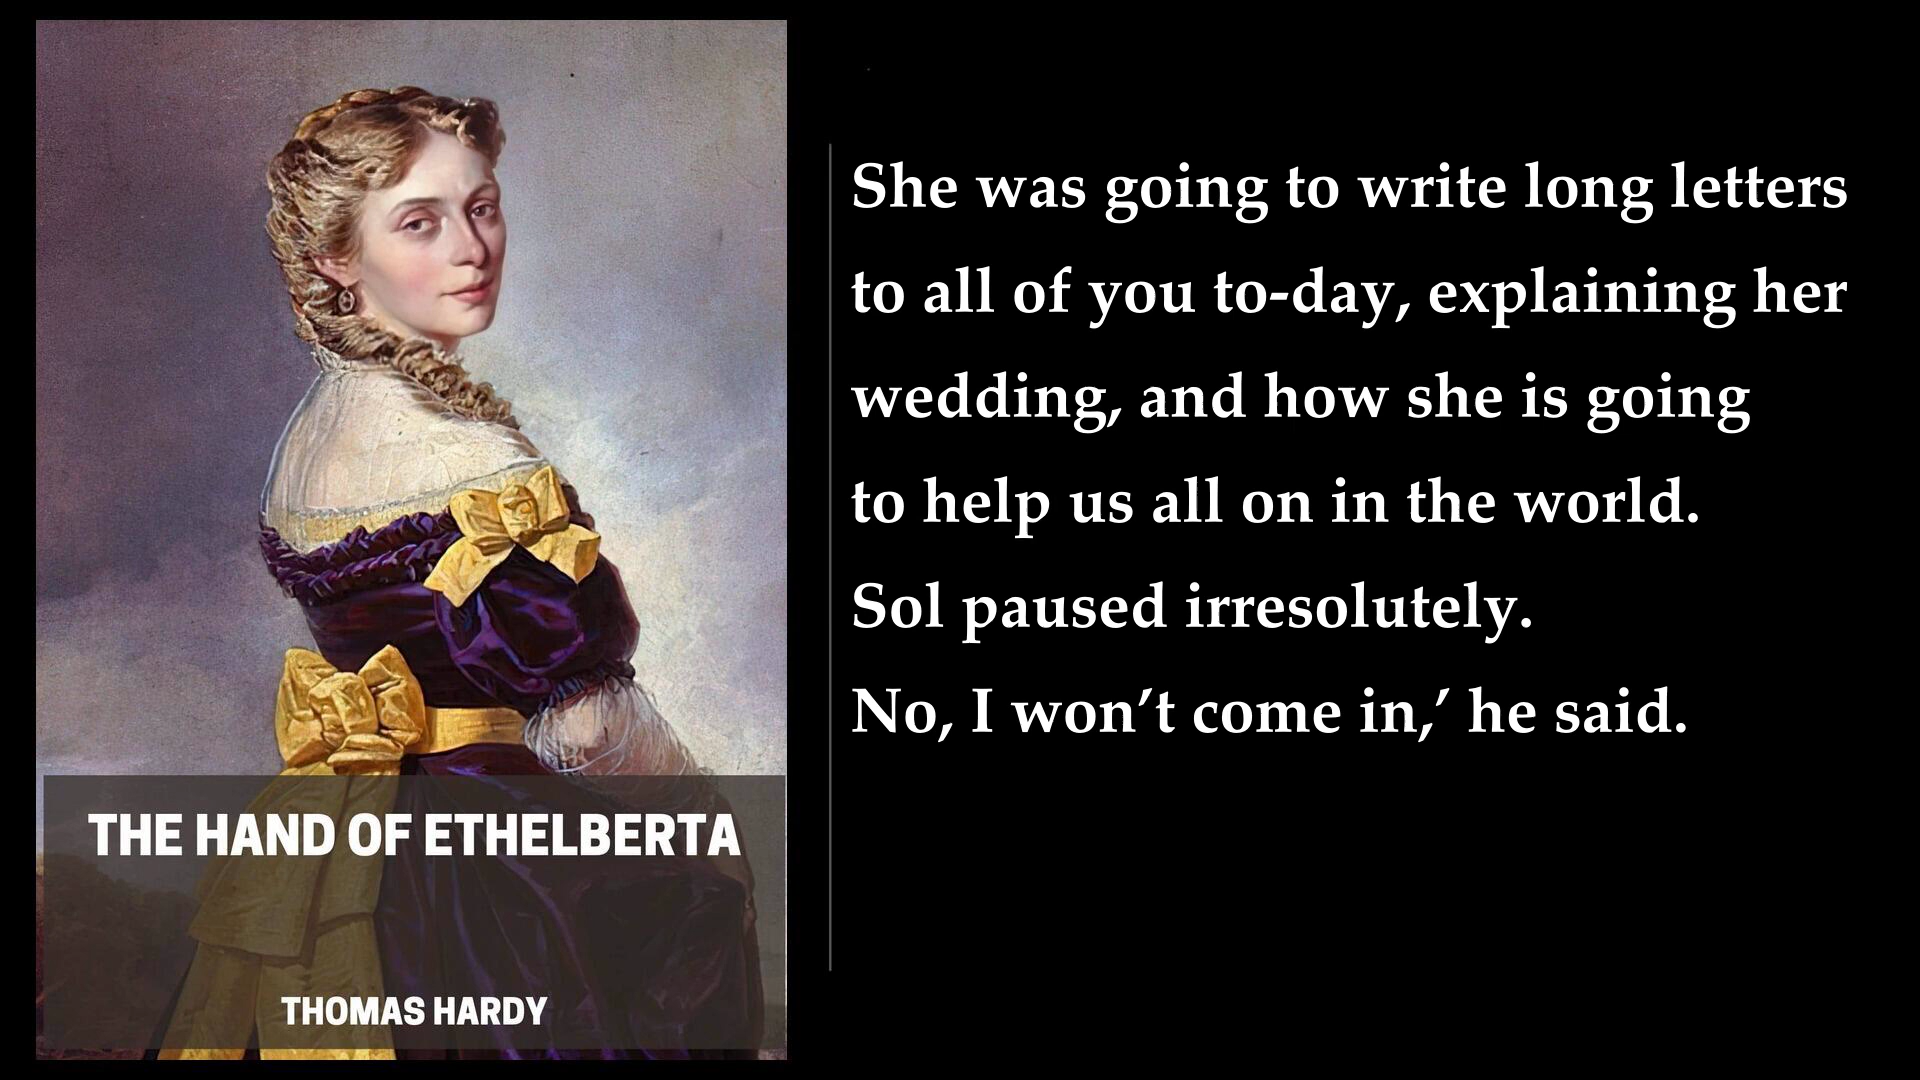 THE HAND OF ETHELBERTA
THOMAS HARDY
She was going to write long letters
to all of you to-day, explaining her
wedding, and how she is going
to help us all on in the world.
Sol paused irresolutely.
No, I won’t come in,’ he said.